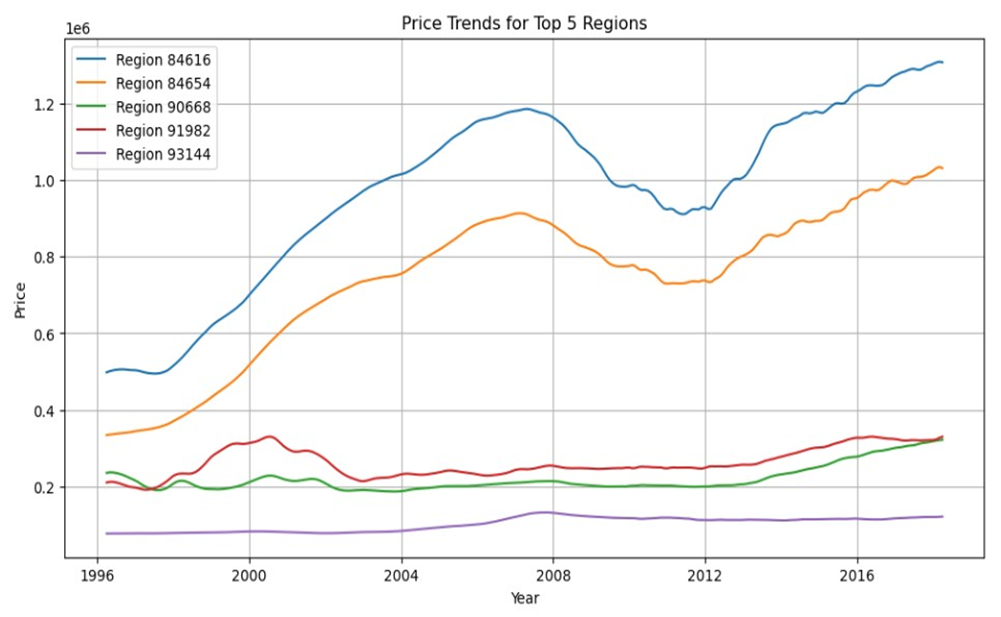 Price Trends for Top 5 Regions
1e6
Region 84616
Region 84654
Region 90668
Region 91982
Region 93144
1.2
1.0
0.8
0.6
0.4
0.2
Price
1996 2000 2004 2008 2012 2016
Year